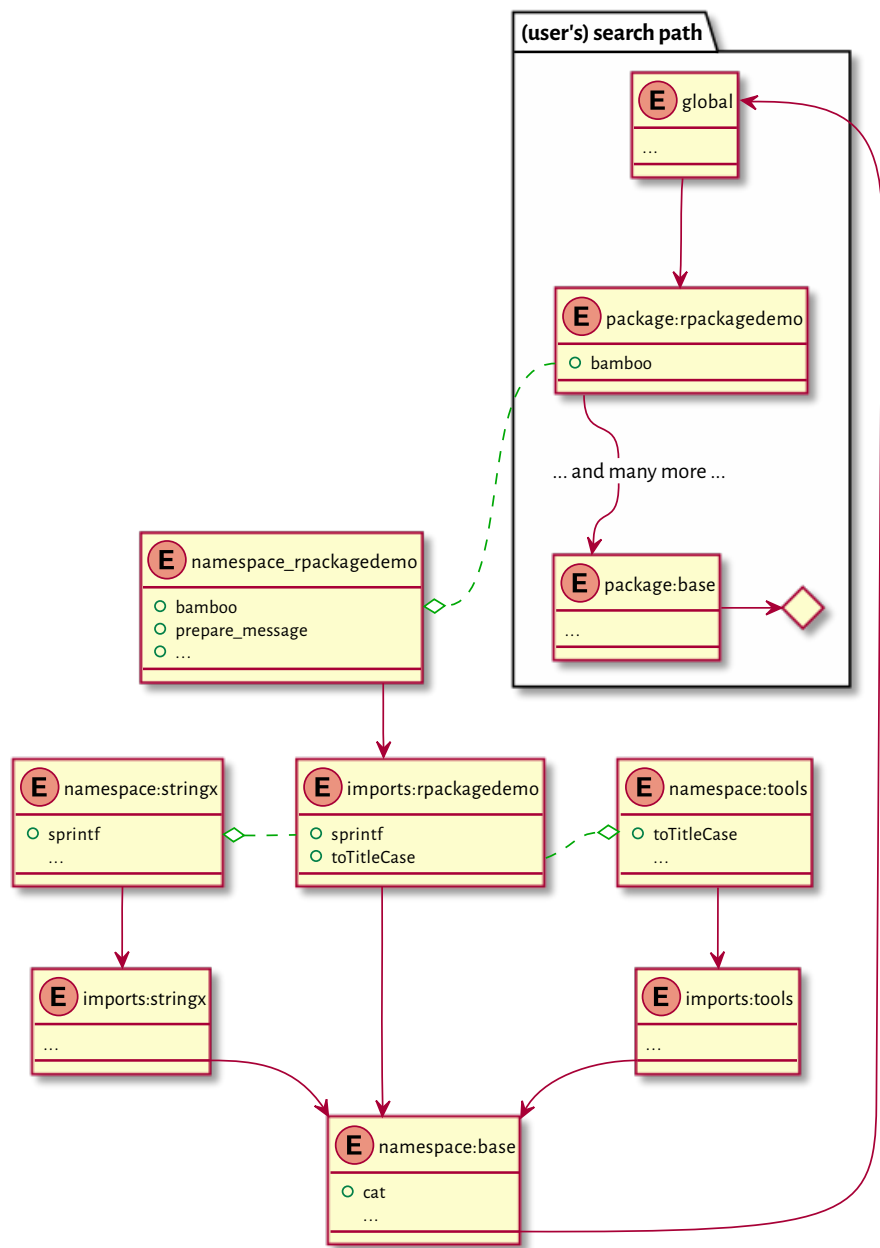 (user's) search path
E global
...
E package:rpackagedemo
bamboo
... and many more ...
E package:base
...
E namespace_rpackagedemo
bamboo
prepare_message
...
E namespace:stringx
sprintf
...
E imports:rpackagedemo
sprintf
toTitleCase
E namespace:tools
toTitleCase
...
E imports:stringx
...
E imports:tools
...
E namespace:base
cat
...